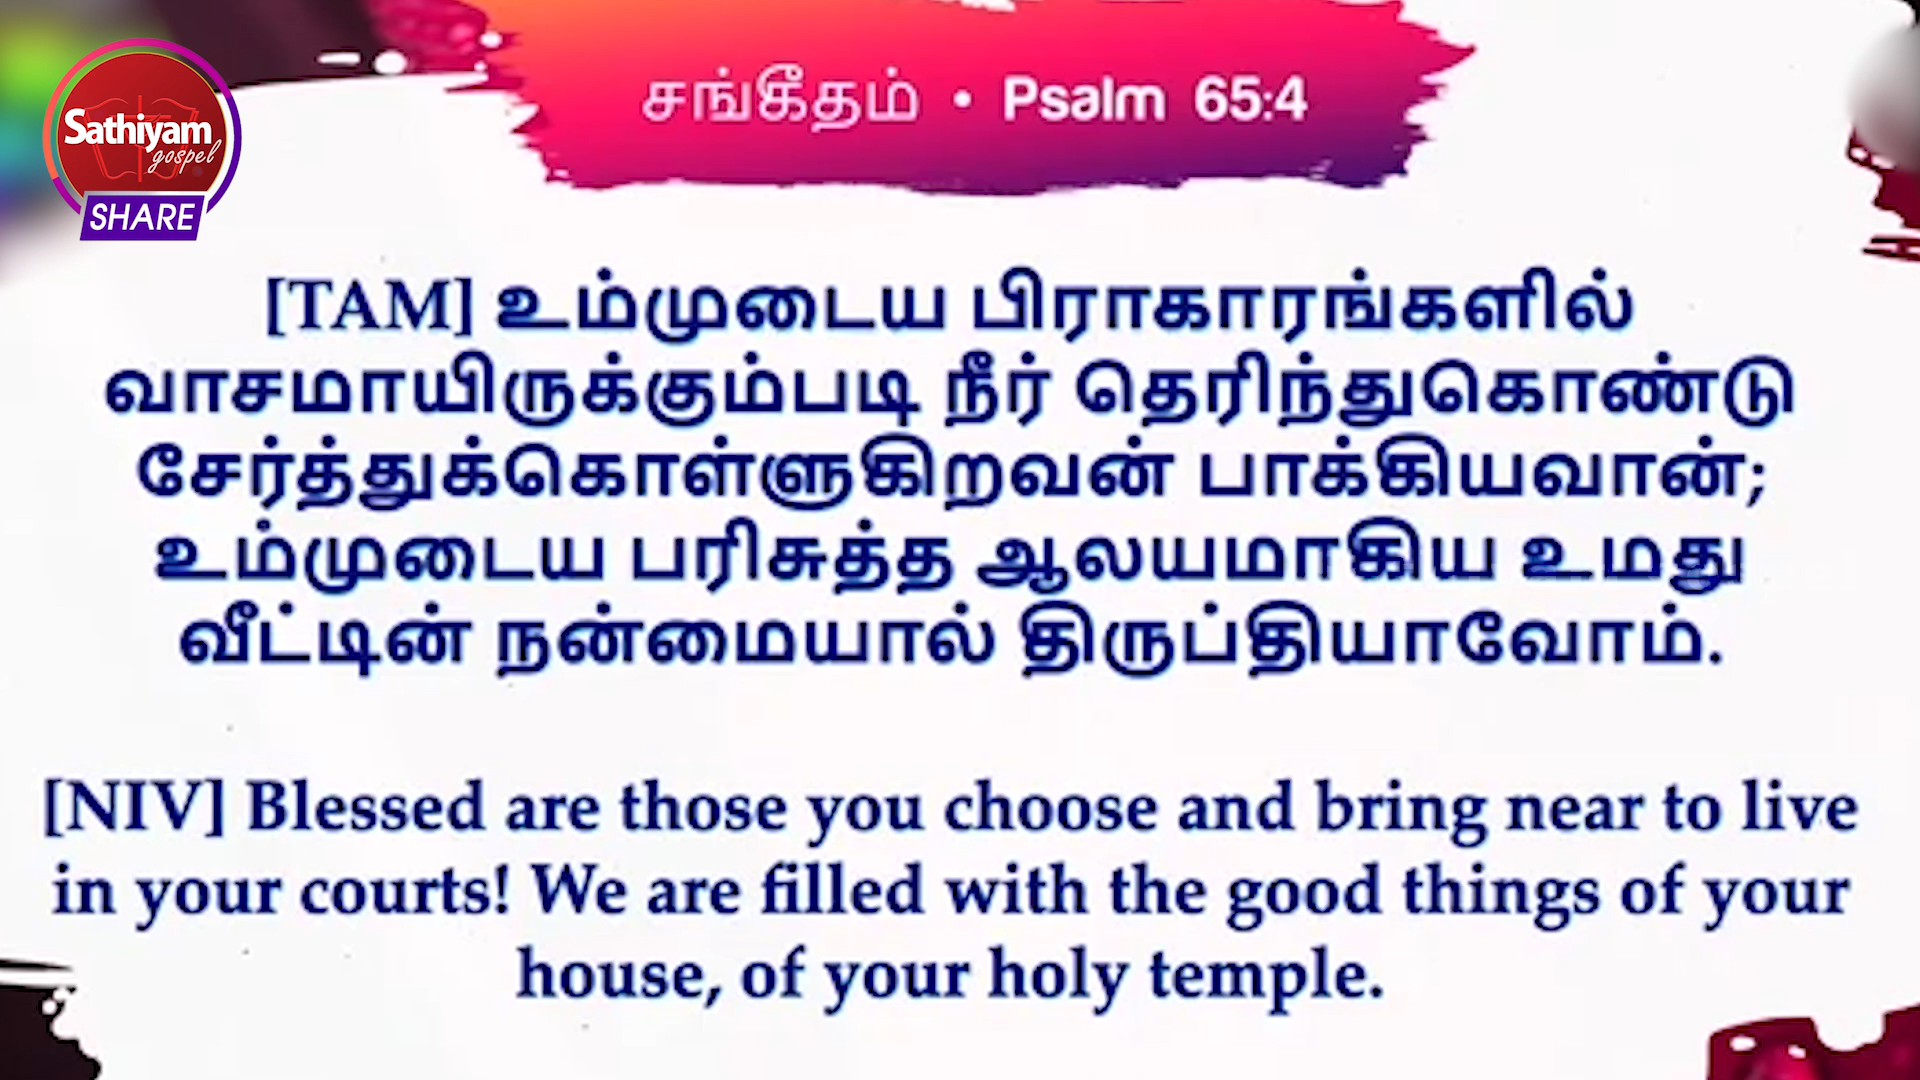 Sathiyam
gospel
SHARE
சங்கீதம் • Psalm 65:4
[TAM] உம்முடைய பிராகாரங்களில்
வாசமாயிருக்கும்படி நீர் தெரிந்துகொண்டு
சேர்த்துக்கொள்ளுகிறவன் பாக்கியவான்;
உம்முடைய பரிசுத்த ஆலயமாகிய உமது
வீட்டின் நன்மையால் திருப்தியாவோம்.
[NIV] Blessed are those you choose and bring near to live
in your courts! We are filled with the good things of your
house, of your holy temple.